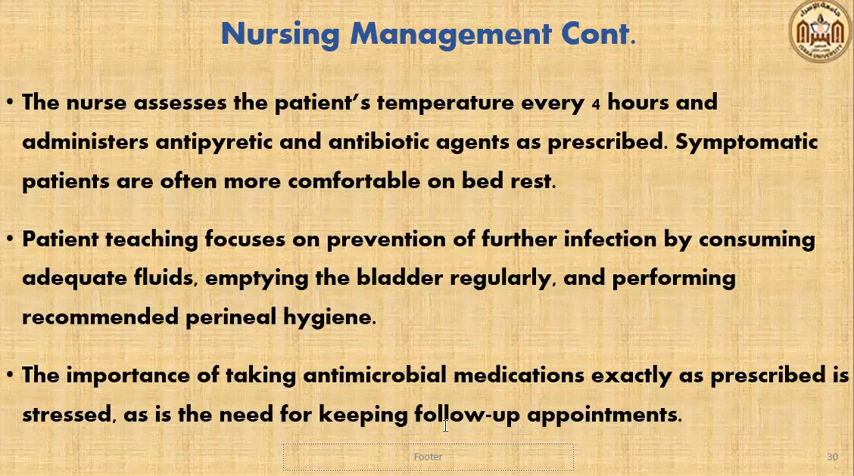 Nursing Management Cont.
• The nurse assesses the patient's temperature every 4 hours and
administers antipyretic and antibiotic agents as prescribed. Symptomatic
patients are often more comfortable on bed rest.
• Patient teaching focuses on prevention of further infection by consuming
adequate fluids, emptying the bladder regularly, and performing
recommended perineal hygiene.
• The importance of taking antimicrobial medications exactly as prescribed is
stressed, as is the need for keeping follow-up appointments.
Footer
30